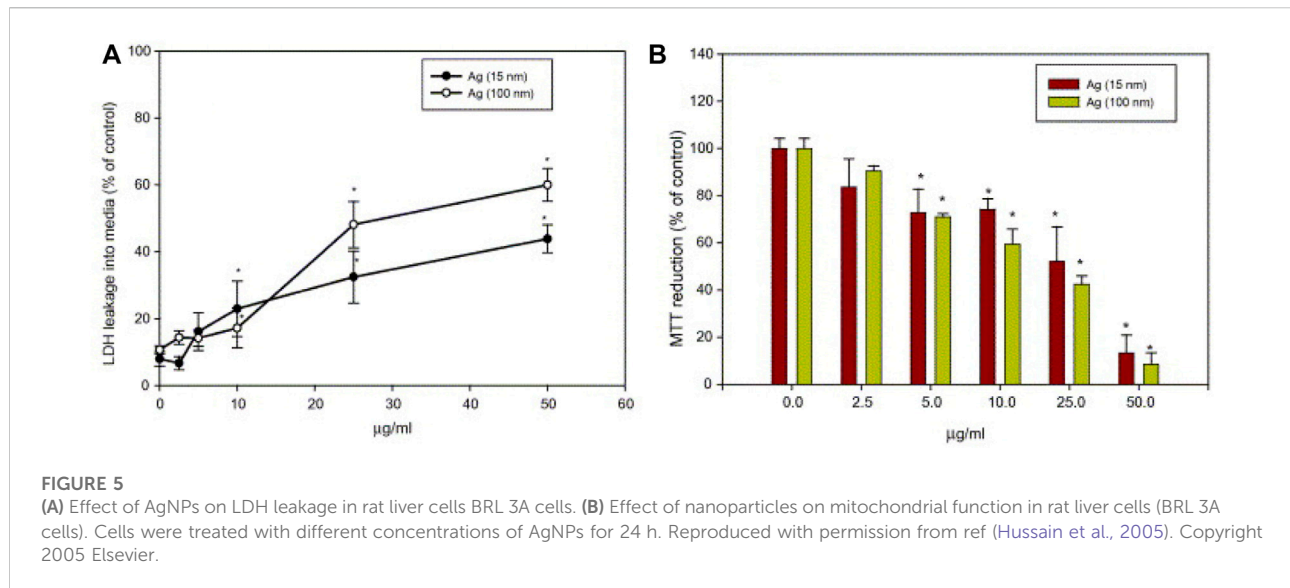 A
100
80
60
40
20
0
LDH leakage into media (% of control)
Ag (15 nm)
Ag (100 nm)
*
*
*
*
*
*
0 10 20 30 40 50 60
µg/ml
B
140
120
100
80
60
40
20
0
MTT reduction (% of control)
Ag (15 nm)
Ag (100 nm)
* * * * * * * *
0.0 2.5 5.0 10.0 25.0 50.0
µg/ml
FIGURE 5
(A) Effect of AgNPs on LDH leakage in rat liver cells BRL 3A cells. (B) Effect of nanoparticles on mitochondrial function in rat liver cells (BRL 3A
cells). Cells were treated with different concentrations of AgNPs for 24 h. Reproduced with permission from ref (Hussain et al., 2005). Copyright
2005 Elsevier.